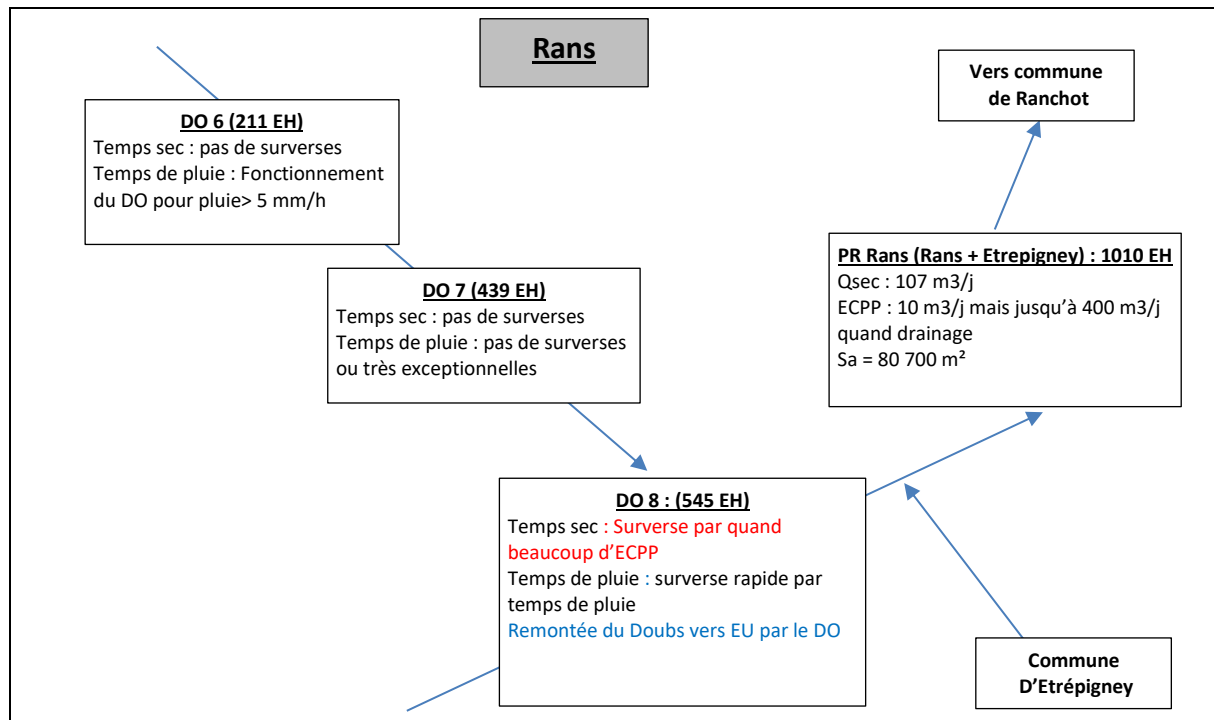 Rans
Vers commune
de Ranchot
DO 6 (211 EH)
Temps sec : pas de surverses
Temps de pluie : Fonctionnement
du DO pour pluie> 5 mm/h
PR Rans (Rans + Etrepigney) : 1010 EH
Qsec : 107 m3/j
ECPP : 10 m3/j mais jusqu’à 400 m3/j
quand drainage
Sa = 80 700 m²
DO 7 (439 EH)
Temps sec : pas de surverses
Temps de pluie : pas de surverses
ou très exceptionnelles
DO 8 : (545 EH)
Temps sec : Surverse par quand
beaucoup d’ECPP
Temps de pluie : surverse rapide par
temps de pluie
Remontée du Doubs vers EU par le DO
Commune
D’Etrépigney